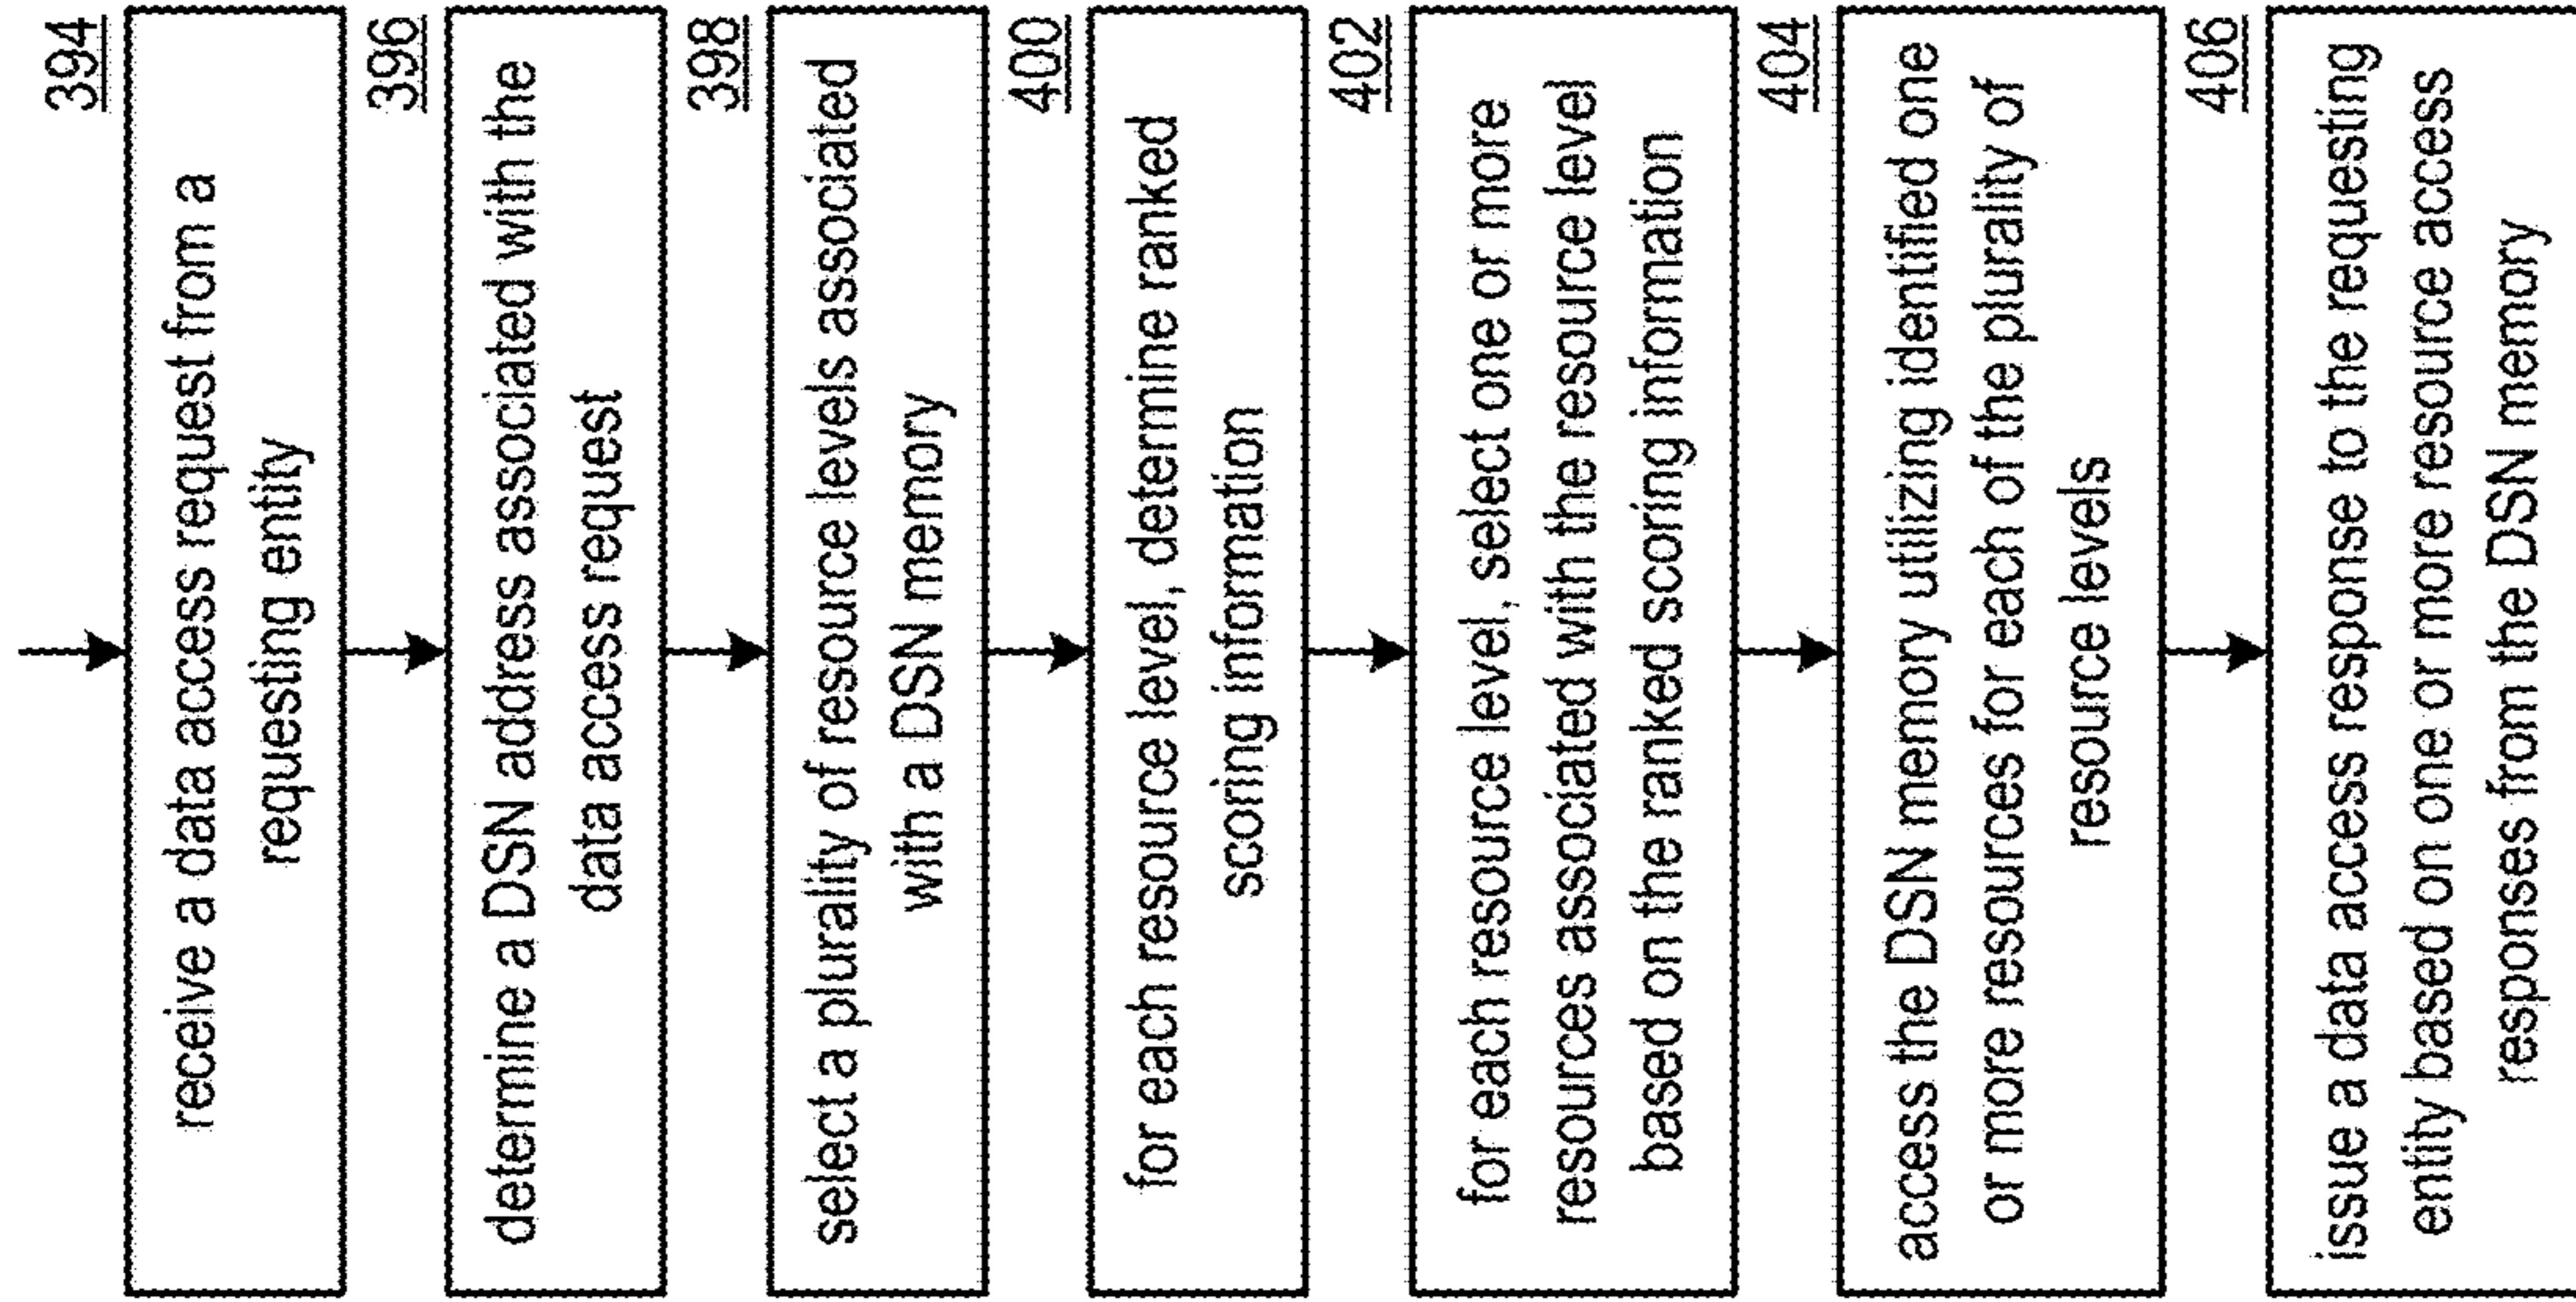 394
receive a data access request from a
requesting entity
396
determine a DSN address associated with the
data access request
398
select a plurality of resource levels associated
with a DSN memory
400
for each resource level, determine ranked
scoring information
402
for each resource level, select one or more
resources associated with the resource level
based on the ranked scoring information
404
access the DSN memory utilizing identified one
or more resources for each of the plurality of
resource levels
406
issue a data access response to the requesting
entity based on one or more resource access
responses from the DSN memory